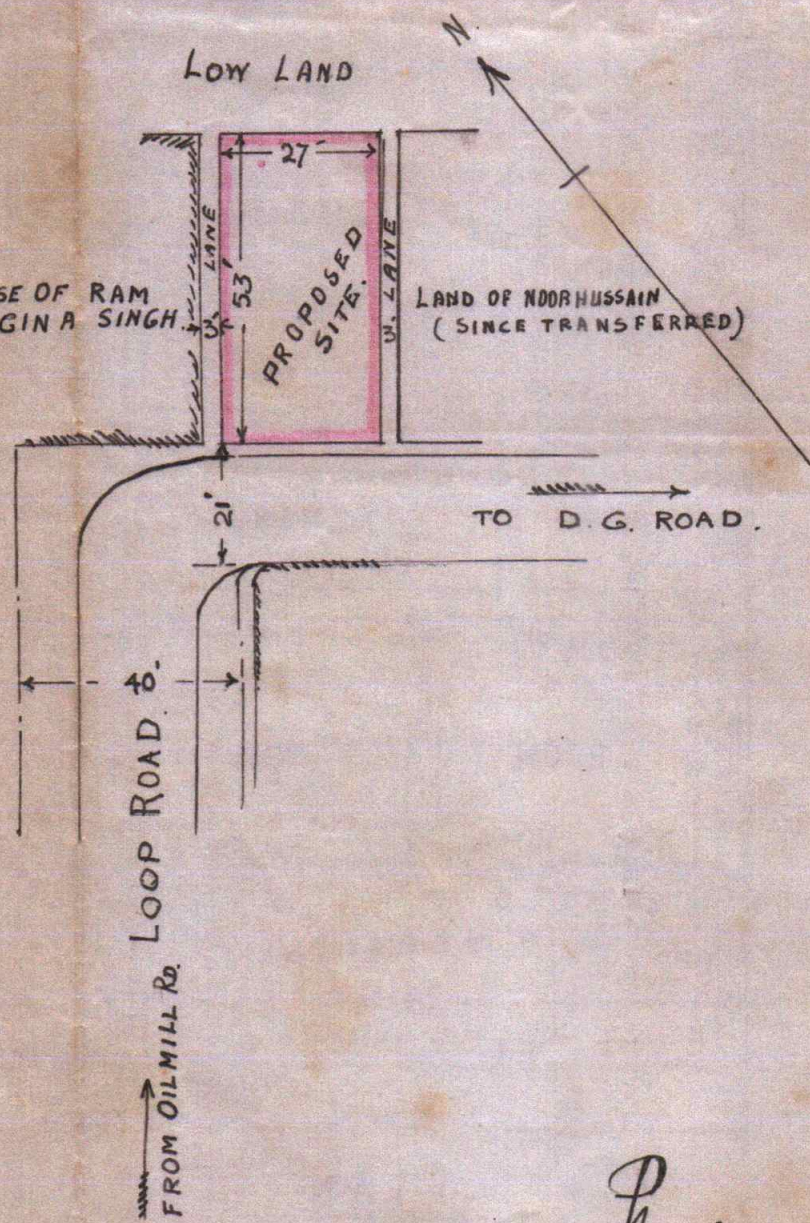 N
LOW LAND
27'
LANE
53'
PROPOSED
SITE.
3' LANE
SE OF RAM
GINA SINGH.
3'
LAND OF NOORHUSSAIN
( SINCE TRANSFERRED)
21'
TO D.G. ROAD.
40'
LOOP ROAD.
FROM OILMILL RD.